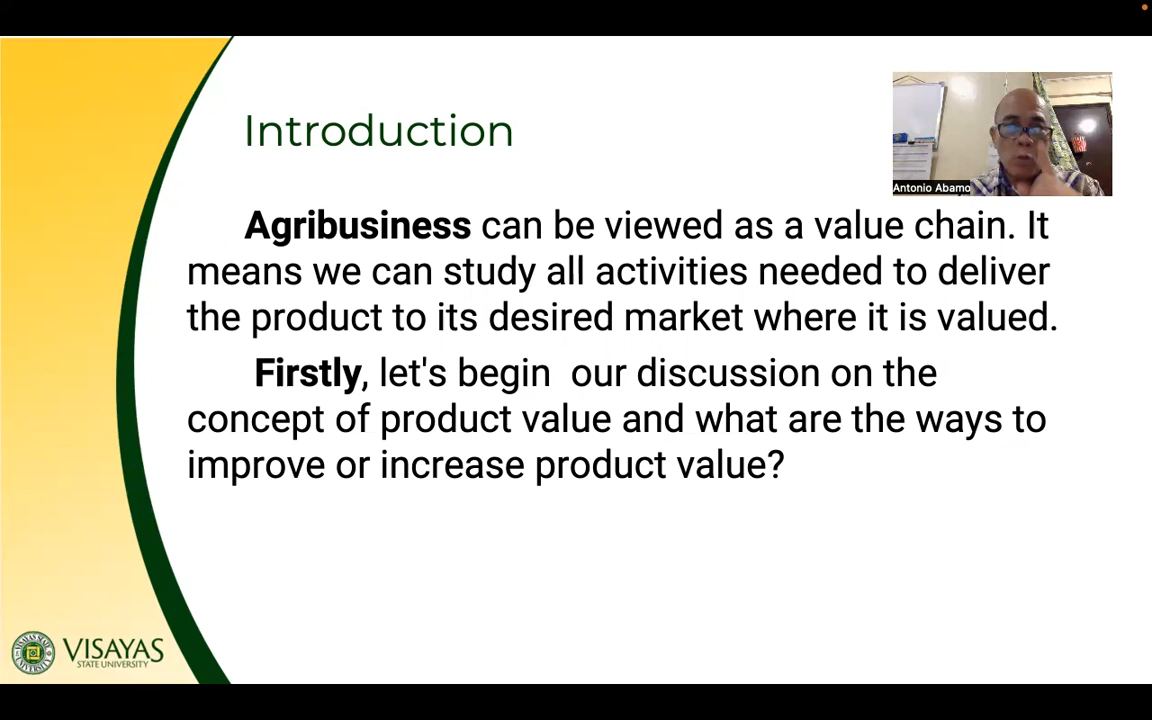 Introduction
Antonio Abamo
Agribusiness can be viewed as a value chain. It
means we can study all activities needed to deliver
the product to its desired market where it is valued.
Firstly, let's begin  our discussion on the
concept of product value and what are the ways to
improve or increase product value?
VISAYAS
STATE UNIVERSITY